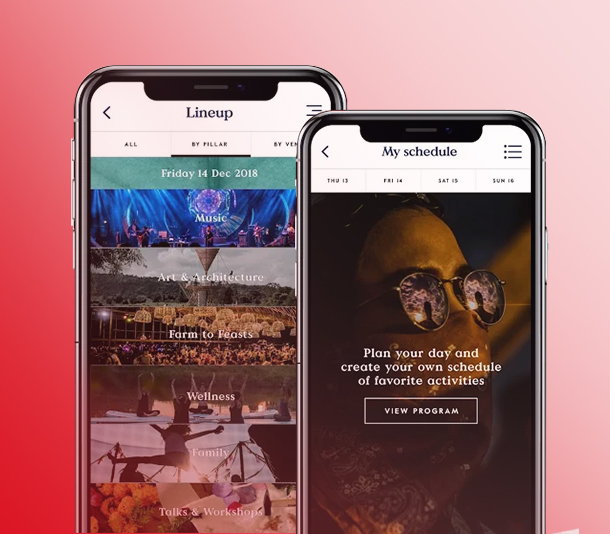 Lineup
ALL
BY PILLAR
BY VEN
Friday 14 Dec 2018
Music
Art & Architecture
Farm to Feasts
Wellness
Family
Talks & Workshops
My schedule
THU 13
FRI 14
SAT 15
SUN 16
Plan your day and
create your own schedule
of favorite activities
VIEW PROGRAM